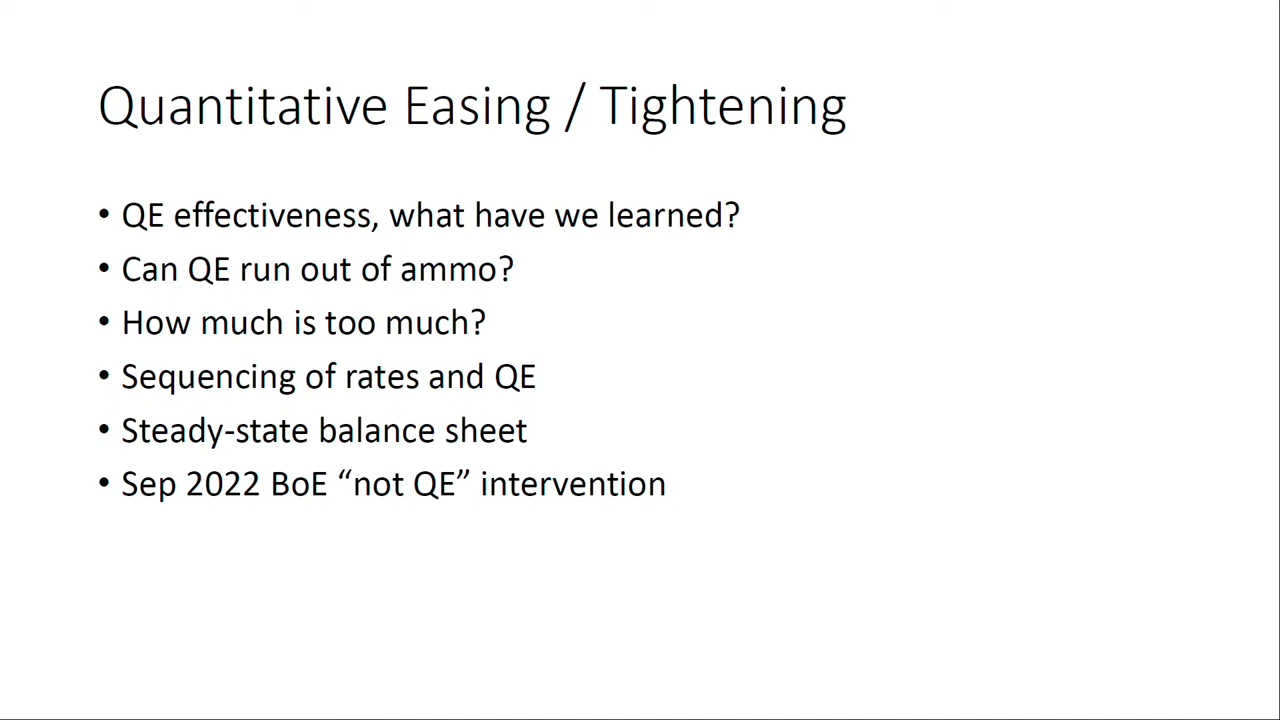 Quantitative Easing / Tightening
• QE effectiveness, what have we learned?
• Can QE run out of ammo?
• How much is too much?
• Sequencing of rates and QE
• Steady-state balance sheet
• Sep 2022 BoE “not QE” intervention